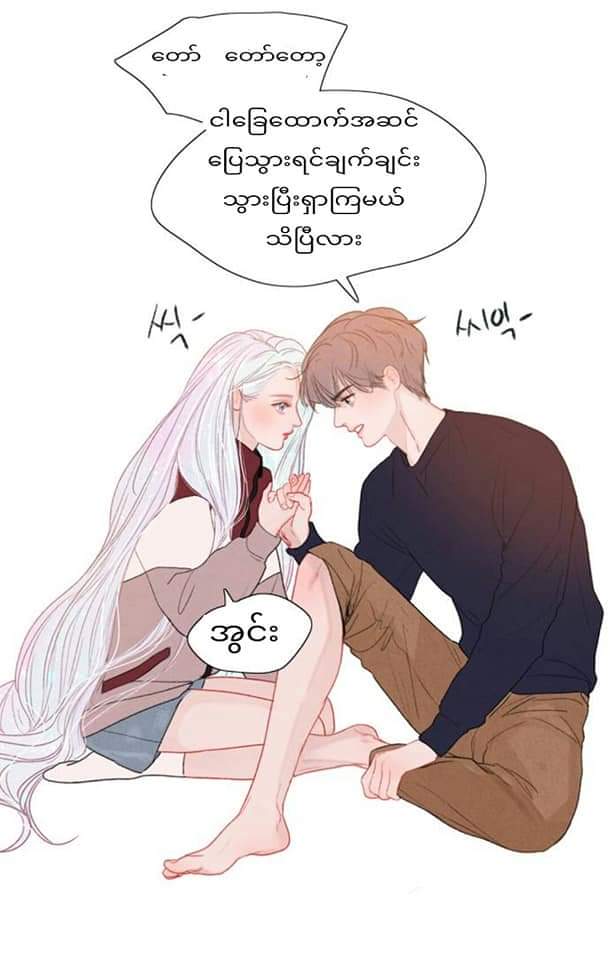 တော် တော်တော့
ငါခြေထောက်အဆင်
ပြေသွားရင်ချက်ချင်း
သွားပြီးရှာကြမယ်
သိပြီလား
씩-
씨익-
အွင်း